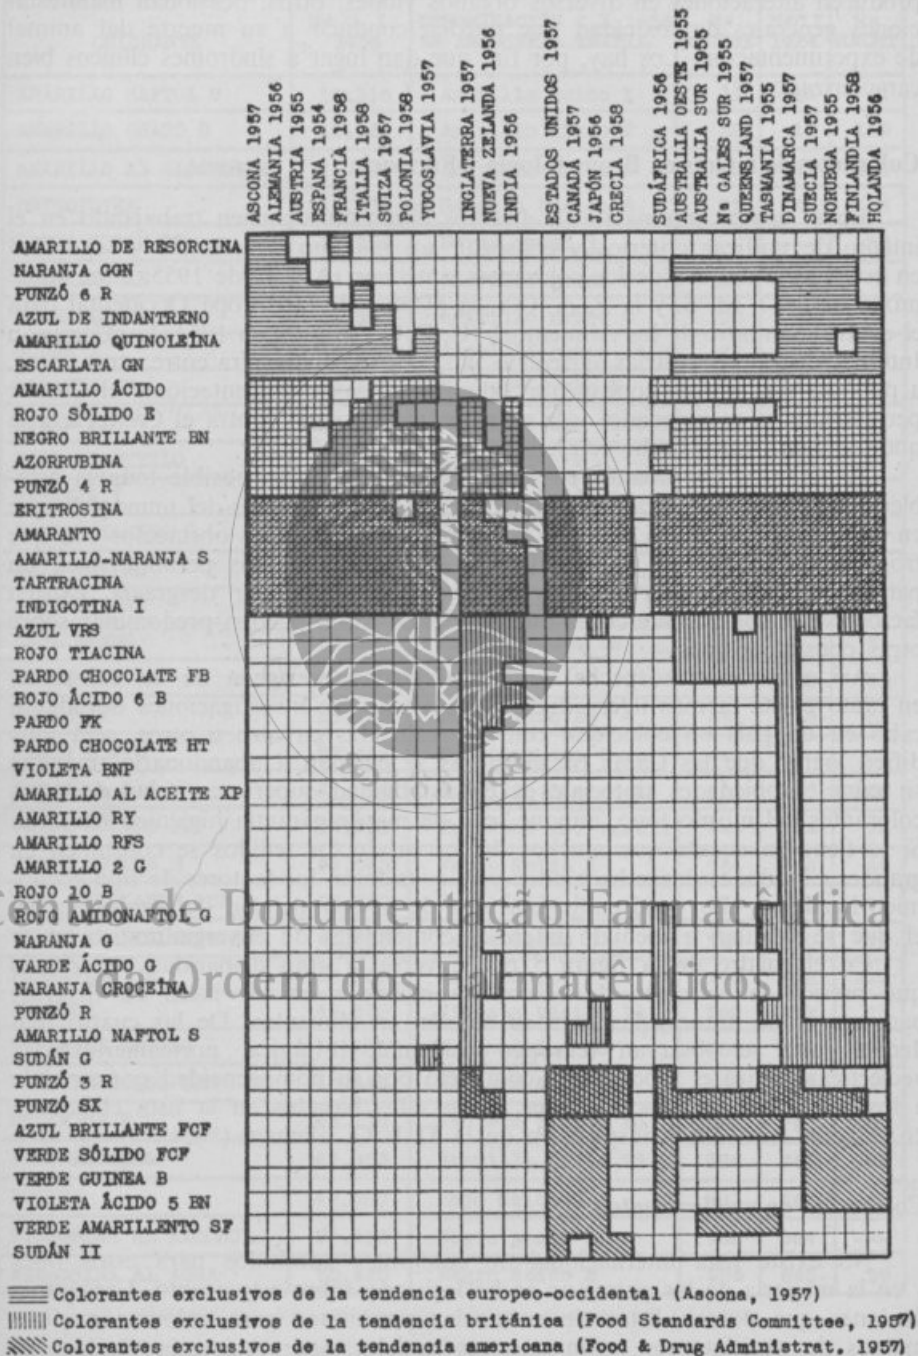 ASCONA 1957
ALEMANIA 1956
AUSTRIA 1955
ESPANA 1954
FRANCIA 1958
ITALIA 1958
SUIZA 1957
POLONIA 1958
YUGOSLAVIA 1957
INGLATERRA 1957
NUEVA ZELANDA 1956
INDIA 1956
ESTADOS UNIDOS 1957
CANADÁ 1957
JAPÓN 1956
GRECIA 1958
SUDÁFRICA 1956
AUSTRALIA OESTE 1955
AUSTRALIA SUR 1955
Na GALES SUR 1955
QUEENSLAND 1957
TASMANIA 1955
DINAMARCA 1957
SUECIA 1957
NORUEGA 1955
FINLANDIA 1958
HOLANDA 1956
AMARILLO DE RESORCINA
NARANJA GGN
PUNZÓ 6 R
AZUL DE INDANTRENO
AMARILLO QUINOLEÍNA
ESCARLATA GN
AMARILLO ÁCIDO
ROJO SÓLIDO E
NEGRO BRILLANTE BN
AZORRUBINA
PUNZÓ 4 R
ERITROSINA
AMARANTO
AMARILLO-NARANJA S
TARTRACINA
INDIGOTINA I
AZUL VRS
ROJO TIACINA
PARDO CHOCOLATE FB
ROJO ÁCIDO 6 B
PARDO FK
PARDO CHOCOLATE HT
VIOLETA BNP
AMARILLO AL ACEITE XP
AMARILLO RY
AMARILLO RFS
AMARILLO 2 G
ROJO 10 B
ROJO AMIDONAFTOL G
NARANJA G
VARDE ÁCIDO G
NARANJA CROCEÍNA
PUNZÓ R
AMARILLO NAFTOL S
SUDÁN G
PUNZÓ 3 R
PUNZÓ SX
AZUL BRILLANTE FCF
VERDE SÓLIDO FCF
VERDE GUINEA B
VIOLETA ÁCIDO 5 BN
VERDE AMARILLENTO SF
SUDÁN II
Centro de Documentação Farmacêutica
da Ordem dos Farmacêuticos
Colorantes exclusivos de la tendencia europeo-occidental (Ascona, 1957)
Colorantes exclusivos de la tendencia británica (Food Standards Committee, 1957)
Colorantes exclusivos de la tendencia americana (Food & Drug Administrat. 1957)